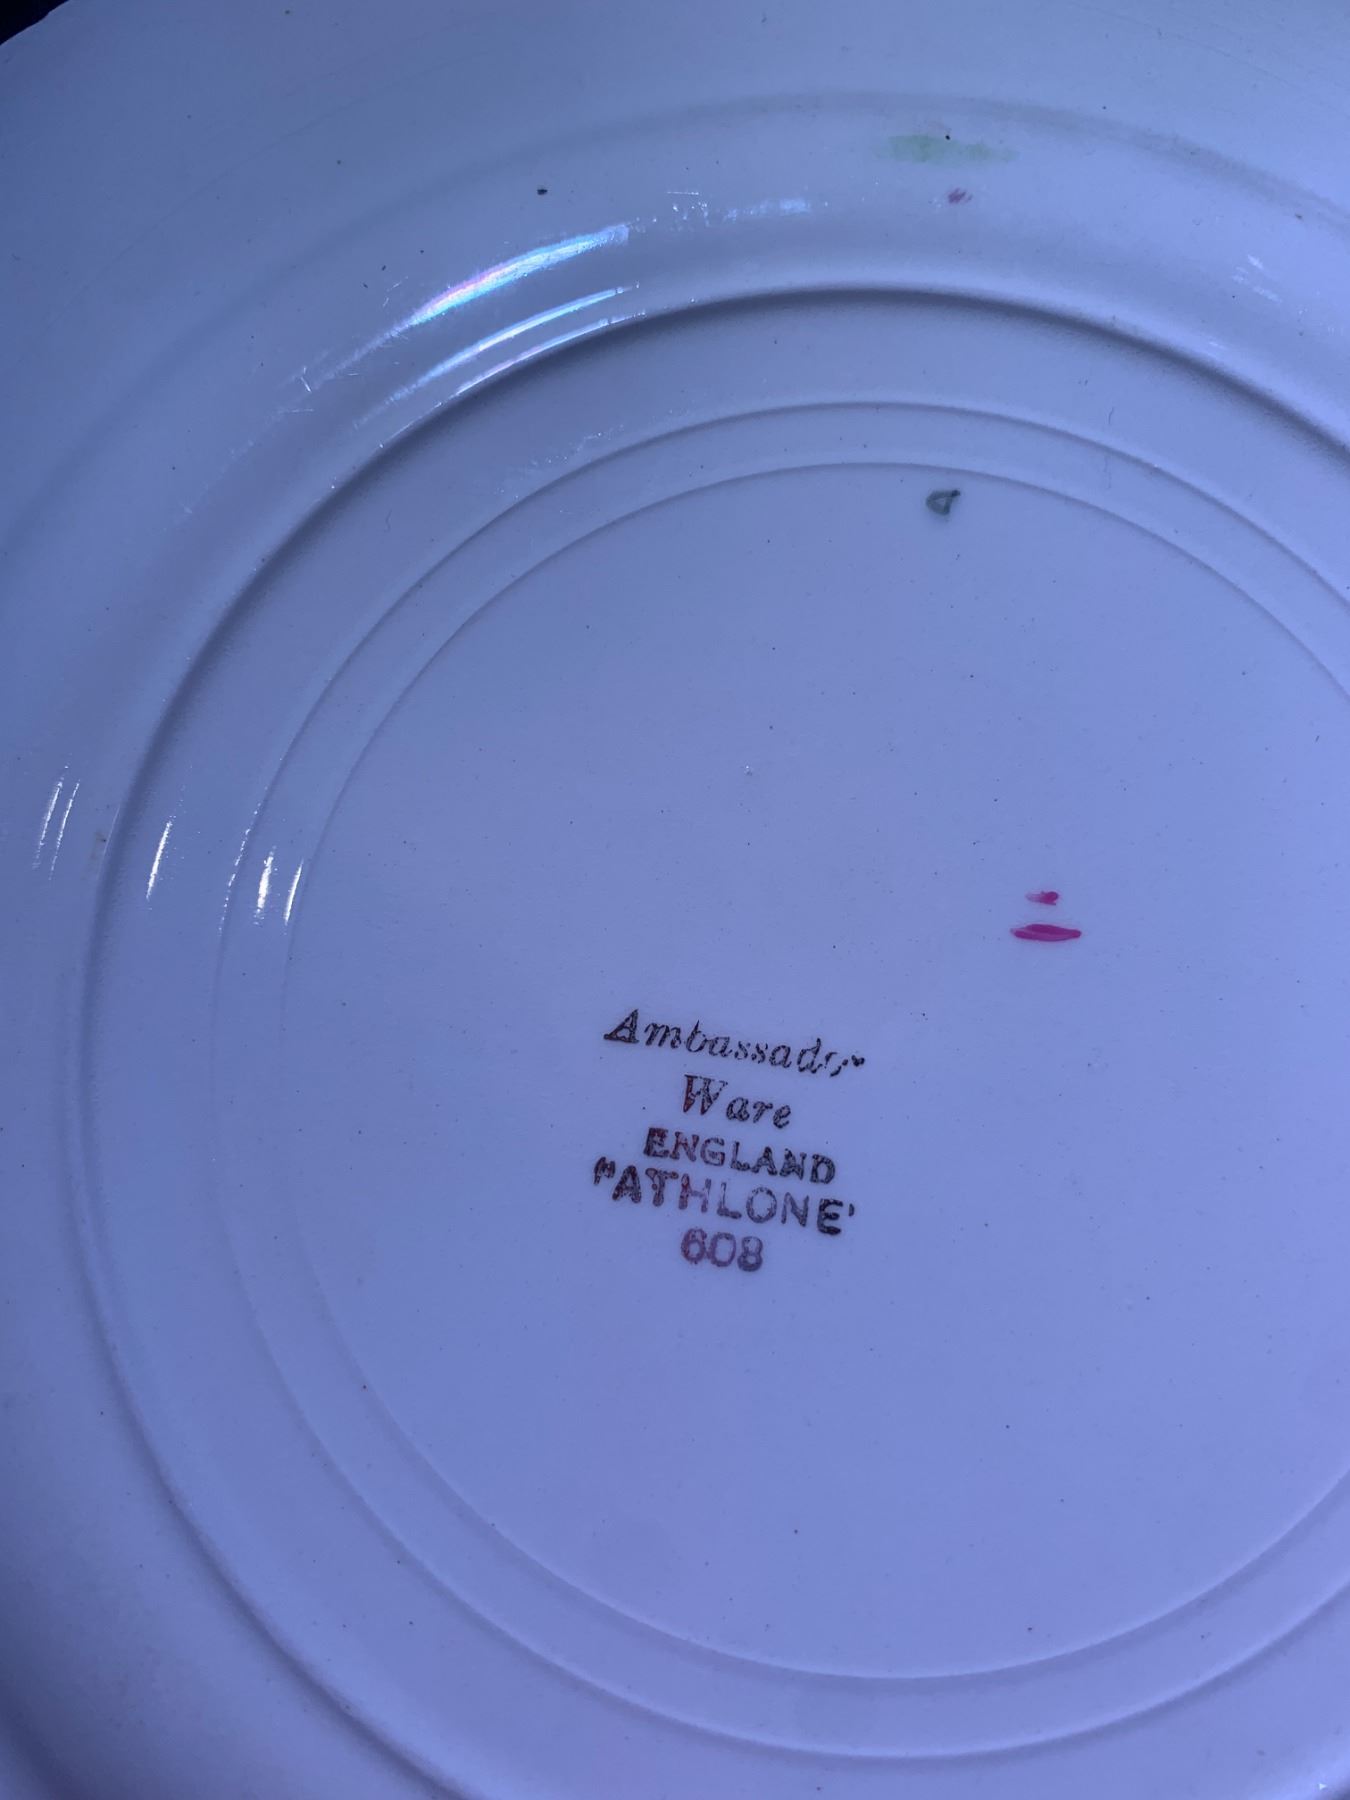 Ambassador
Ware
ENGLAND
"ATHLONE'
608